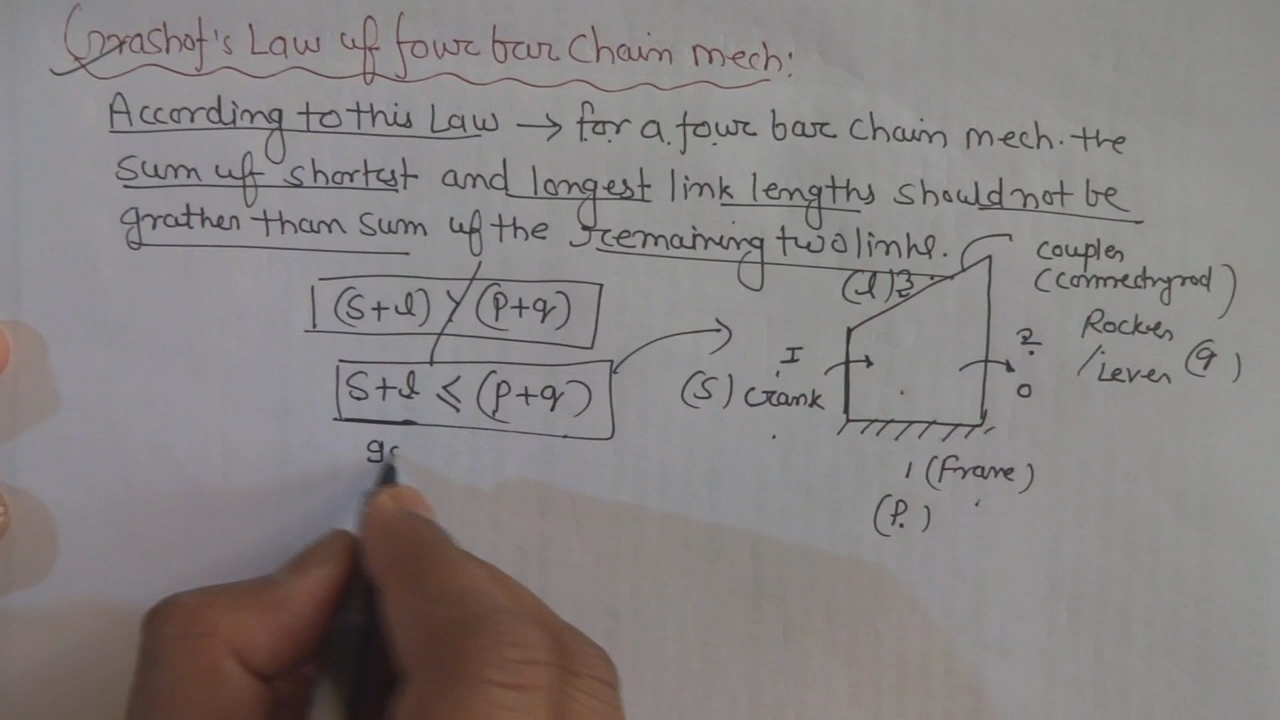 Grashof's Law of four bar Chain mech:
According to this Law → for a four bar chain mech. the
sum of shortest and longest link lengths should not be
grather than sum of the remaining two links.
(S+l) > (p+q)
S+l ≤ (p+q)
(l) 3
coupler
(connectyrod)
Rocker
/Lever (q)
2
O
I
(S) crank
1 (frame)
(P.)